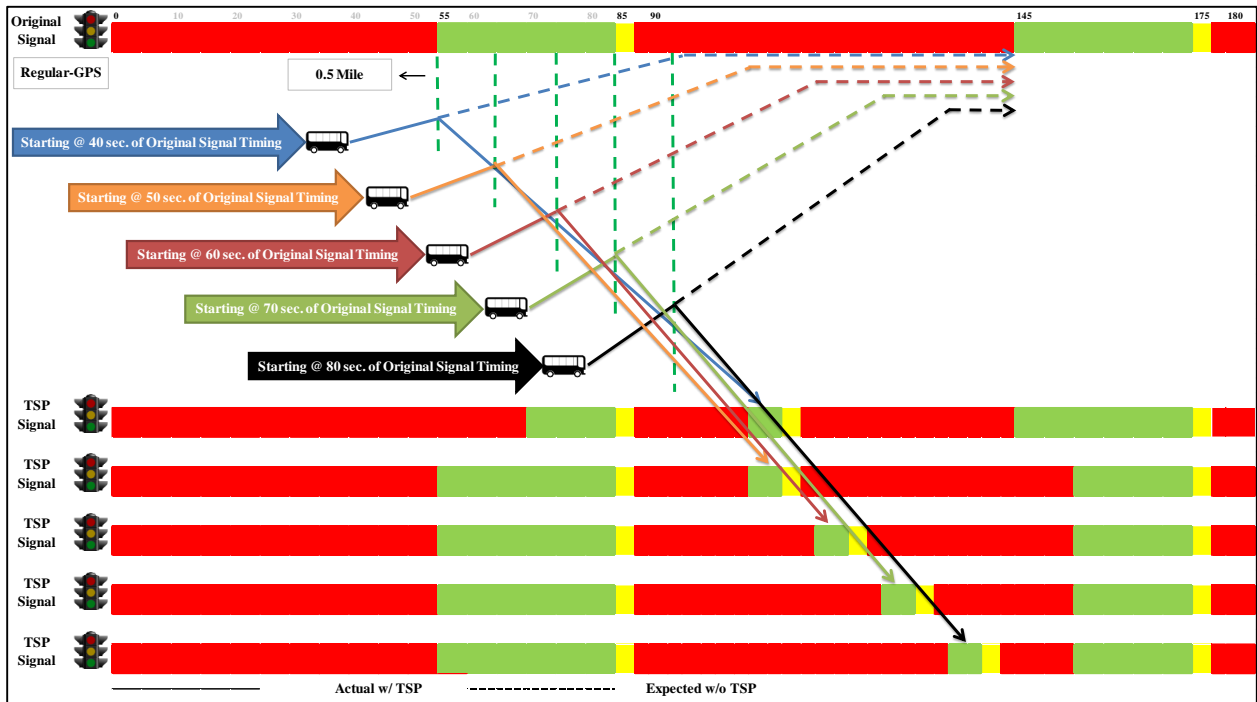 Original
Signal
0 10 20 30 40 50 55 60 70 80 85 90 145 175 180
Regular-GPS
0.5 Mile
Starting @ 40 sec. of Original Signal Timing
Starting @ 50 sec. of Original Signal Timing
Starting @ 60 sec. of Original Signal Timing
Starting @ 70 sec. of Original Signal Timing
Starting @ 80 sec. of Original Signal Timing
TSP
Signal
TSP
Signal
TSP
Signal
TSP
Signal
TSP
Signal
Actual w/ TSP Expected w/o TSP